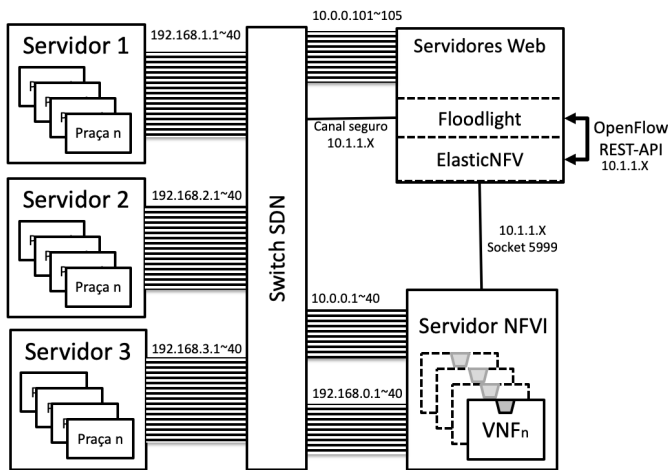 Servidor 1
Praça n
192.168.1.1~40
Servidor 2
Praça n
192.168.2.1~40
Servidor 3
Praça n
192.168.3.1~40
Switch SDN
10.0.0.101~105
Servidores Web
Floodlight
ElasticNFV
Canal seguro
10.1.1.X
OpenFlow
REST-API
10.1.1.X
10.1.1.X
Socket 5999
10.0.0.1~40
192.168.0.1~40
Servidor NFVI
VNFn